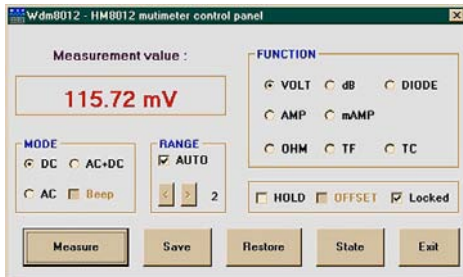 Wdm8012 - HM8012 mutimeter control panel
Measurement value :
115.72 mV
FUNCTION
VOLT dB DIODE
AMP mAMP
OHM TF TC
MODE
DC AC+DC
AC Beep
RANGE
AUTO
< > 2
HOLD OFFSET Locked
Measure Save Restore State Exit